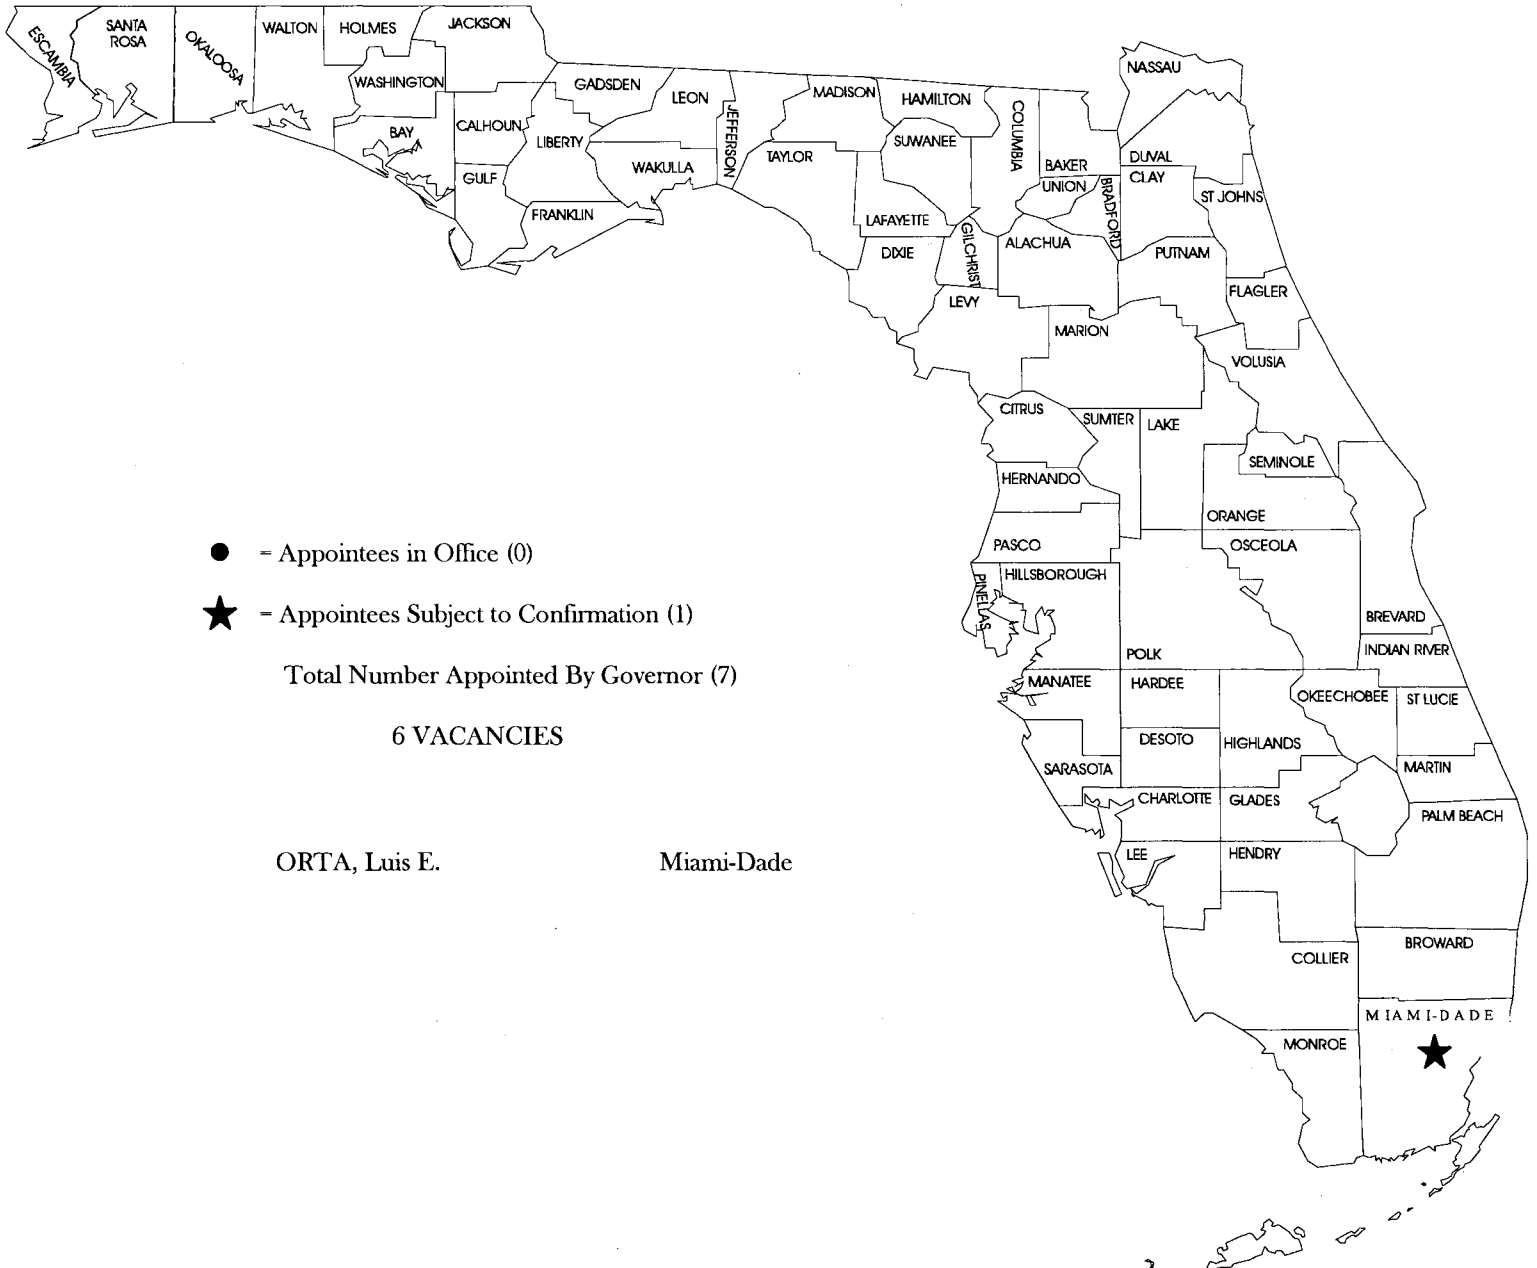 SANTA
ROSA
ESCAMBIA
OKALOOSA
WALTON
HOLMES
JACKSON
WASHINGTON
BAY
CALHOUN
GULF
LIBERTY
GADSDEN
LEON
WAKULLA
FRANKLIN
JEFFERSON
MADISON
TAYLOR
HAMILTON
SUWANEE
LAFAYETTE
DIXIE
COLUMBIA
GILCHRIST
BAKER
UNION
BRADFORD
ALACHUA
LEVY
NASSAU
DUVAL
CLAY
ST JOHNS
PUTNAM
FLAGLER
MARION
VOLUSIA
CITRUS
SUMTER
LAKE
SEMINOLE
HERNANDO
ORANGE
PASCO
OSCEOLA
PINELLAS
HILLSBOROUGH
BREVARD
POLK
INDIAN RIVER
MANATEE
HARDEE
OKEECHOBEE
ST LUCIE
DESOTO
HIGHLANDS
SARASOTA
MARTIN
CHARLOTTE
GLADES
PALM BEACH
LEE
HENDRY
BROWARD
COLLIER
MIAMI-DADE
MONROE
= Appointees in Office (0)
= Appointees Subject to Confirmation (1)
Total Number Appointed By Governor (7)
6 VACANCIES
ORTA, Luis E. Miami-Dade